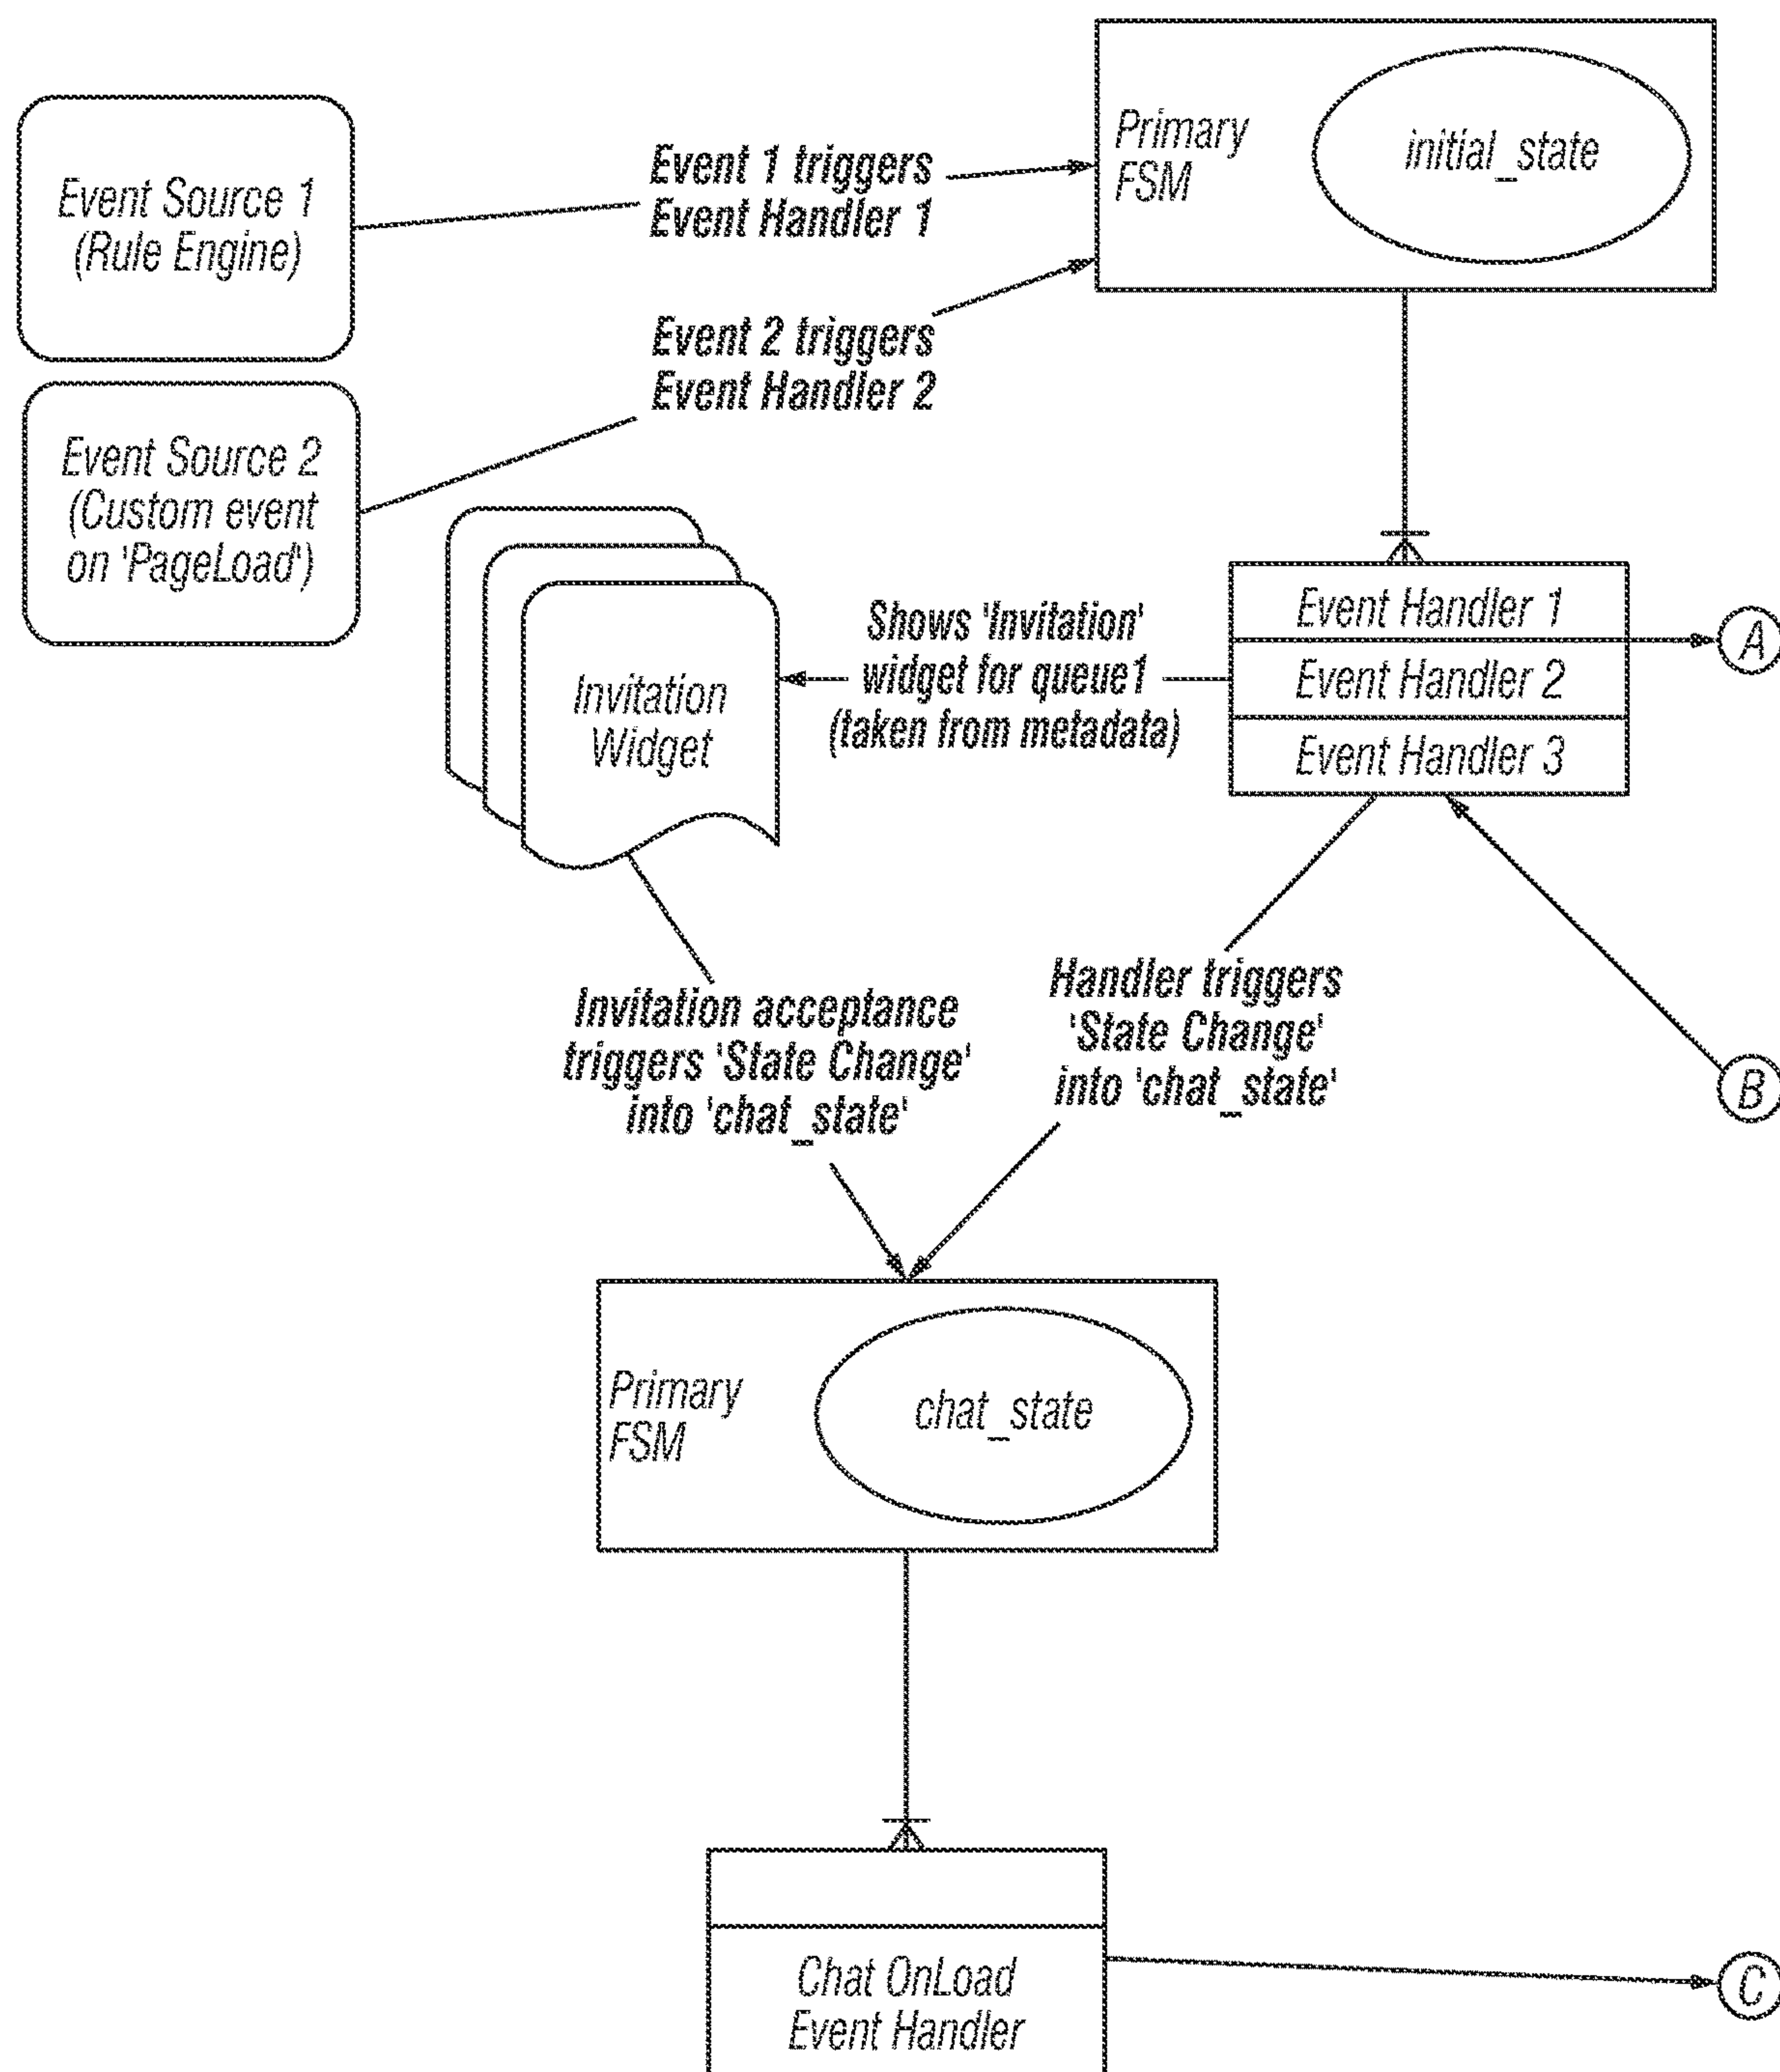 Primary
FSM
initial_state
Event Source 1
(Rule Engine)
Event 1 triggers
Event Handler 1
Event 2 triggers
Event Handler 2
Event Source 2
(Custom event
on 'PageLoad')
Invitation
Widget
Shows 'Invitation'
widget for queue1
(taken from metadata)
Event Handler 1
Event Handler 2
Event Handler 3
A
Invitation acceptance
triggers 'State Change'
into 'chat_state'
Handler triggers
'State Change'
into 'chat_state'
B
Primary
FSM
chat_state
Chat OnLoad
Event Handler
C